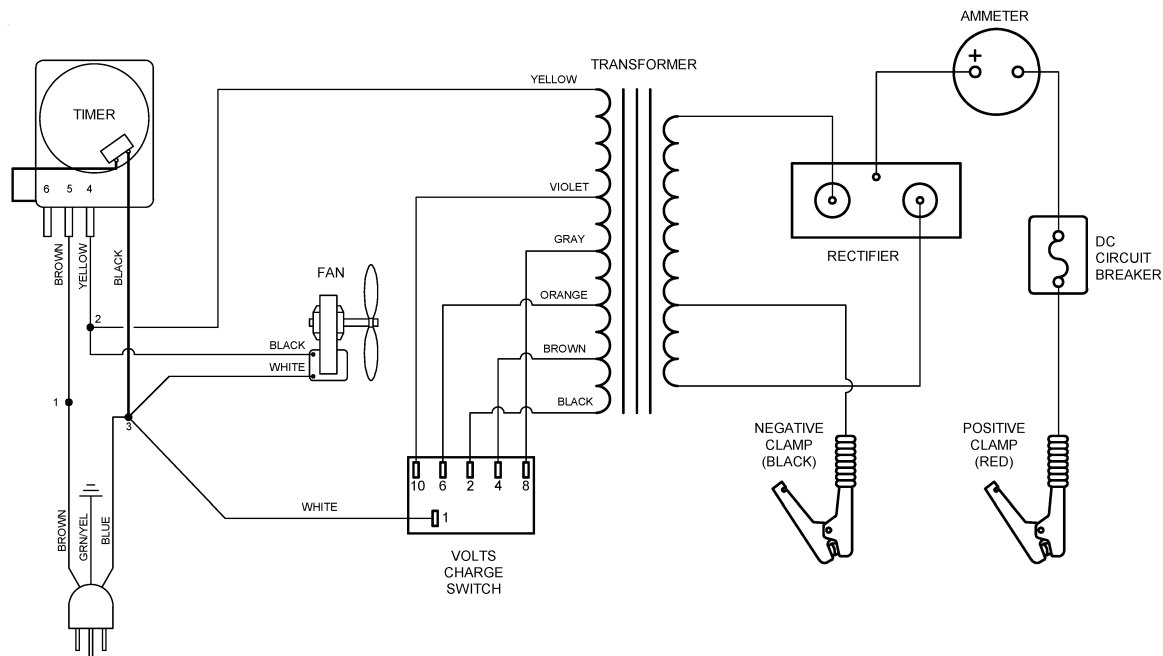 AMMETER
+
TRANSFORMER
YELLOW
TIMER
6 5 4
VIOLET
GRAY
ORANGE
BROWN
BLACK
BROWN
YELLOW
BLACK
RECTIFIER
DC
CIRCUIT
BREAKER
FAN
2
BLACK
WHITE
1
3
NEGATIVE
CLAMP
(BLACK)
POSITIVE
CLAMP
(RED)
10 6 2 4 8
WHITE
1
BROWN
GRN/YEL
BLUE
VOLTS
CHARGE
SWITCH